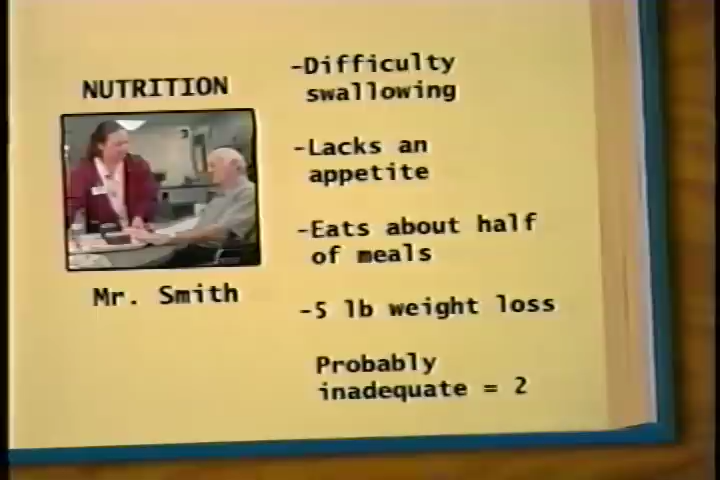 NUTRITION
Mr. Smith
-Difficulty
swallowing
-Lacks an
appetite
-Eats about half
of meals
-5 lb weight loss
Probably
inadequate = 2